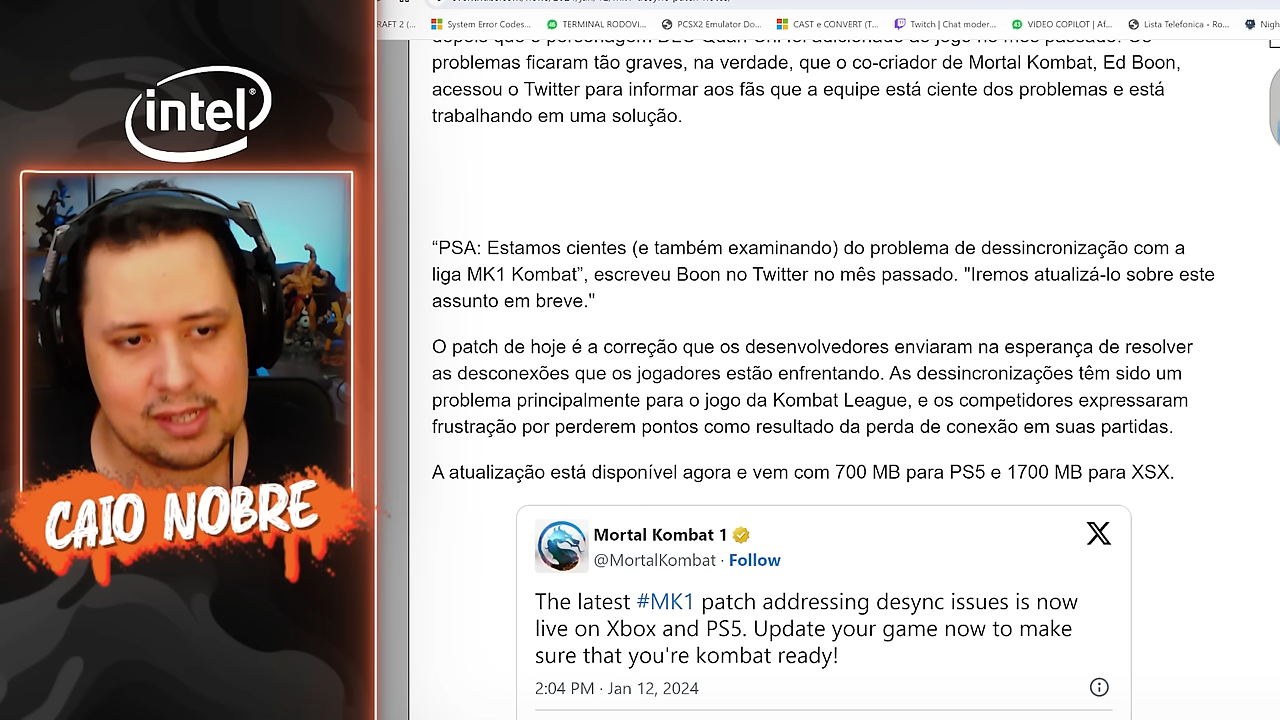 RAFT 2 (...
System Error Codes...
TERMINAL RODOVI...
PCSX2 Emulator Do...
CAST e CONVERT (T...
Twitch | Chat moder...
VIDEO COPILOT | Af...
Lista Telefonica - Ro...
Nigh
intel®
problemas ficaram tão graves, na verdade, que o co-criador de Mortal Kombat, Ed Boon,
acessou o Twitter para informar aos fãs que a equipe está ciente dos problemas e está
trabalhando em uma solução.
“PSA: Estamos cientes (e também examinando) do problema de dessincronização com a
liga MK1 Kombat”, escreveu Boon no Twitter no mês passado. "Iremos atualizá-lo sobre este
assunto em breve."
O patch de hoje é a correção que os desenvolvedores enviaram na esperança de resolver
as desconexões que os jogadores estão enfrentando. As dessincronizações têm sido um
problema principalmente para o jogo da Kombat League, e os competidores expressaram
frustração por perderem pontos como resultado da perda de conexão em suas partidas.
A atualização está disponível agora e vem com 700 MB para PS5 e 1700 MB para XSX.
CAIO NOBRE
Mortal Kombat 1
@MortalKombat · Follow
The latest #MK1 patch addressing desync issues is now
live on Xbox and PS5. Update your game now to make
sure that you're kombat ready!
2:04 PM · Jan 12, 2024